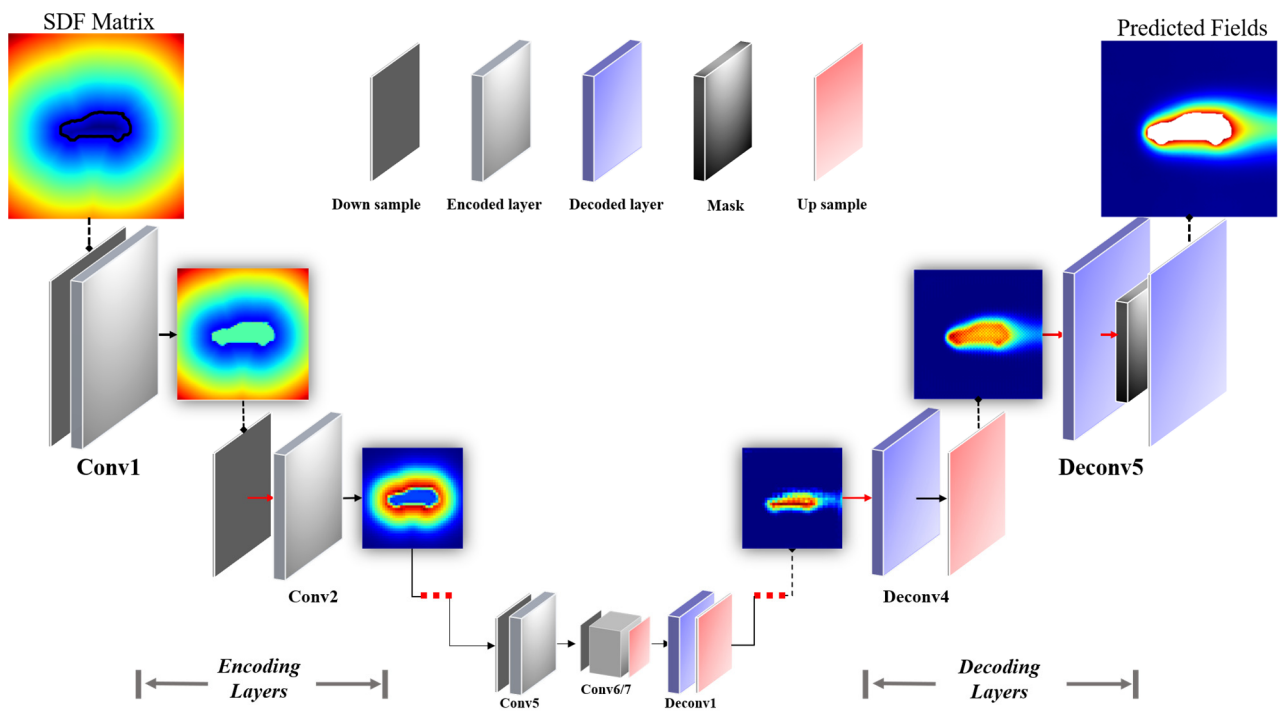 SDF Matrix
Predicted Fields
Down sample
Encoded layer
Decoded layer
Mask
Up sample
Conv1
Deconv5
Conv2
Deconv4
Encoding
Layers
Conv5
Conv6/7
Deconv1
Decoding
Layers